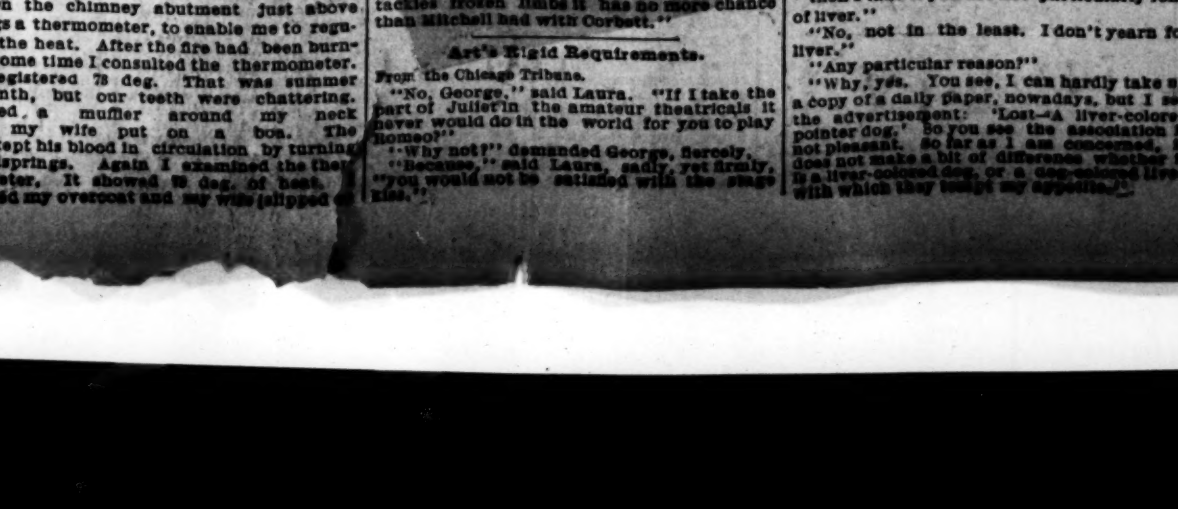 n the chimney abutment just above
s a thermometer, to enable me to regu-
the heat. After the fire had been burn-
ome time I consulted the thermometer.
egistered 78 deg. That was summer
nth, but our teeth were chattering.
ed a muffler around my neck
my wife put on a boa. The
ept his blood in circulation by turning
springs. Again I examined the ther
eter. It showed deg. of heat.
d my overcoat and my wife slipped
tackles frozen limbs it has no more chance
than Mitchell had with Corbett."
Art's Rigid Requirements.
From the Chicago Tribune.
"No, George," said Laura. "If I take the
part of Juliet in the amateur theatricals it
never would do in the world for you to play
Romeo?"
"Why not?" demanded George, fiercely.
"Because," said Laura, sadly, yet firmly,
"you would not be satisfied with the stage
kiss."
of liver."
"No, not in the least. I don't yearn fo
liver."
"Any particular reason?"
"Why, yes. You see, I can hardly take u
a copy of a daily paper, nowadays, but I se
the advertisement: 'Lost—A liver-colore
pointer dog.' So you see the association i
not pleasant. So far as I am concerned, i
does not make a bit of difference whether i
is a liver-colored dog, or a dog-colored live
with which they tempt my appetite."